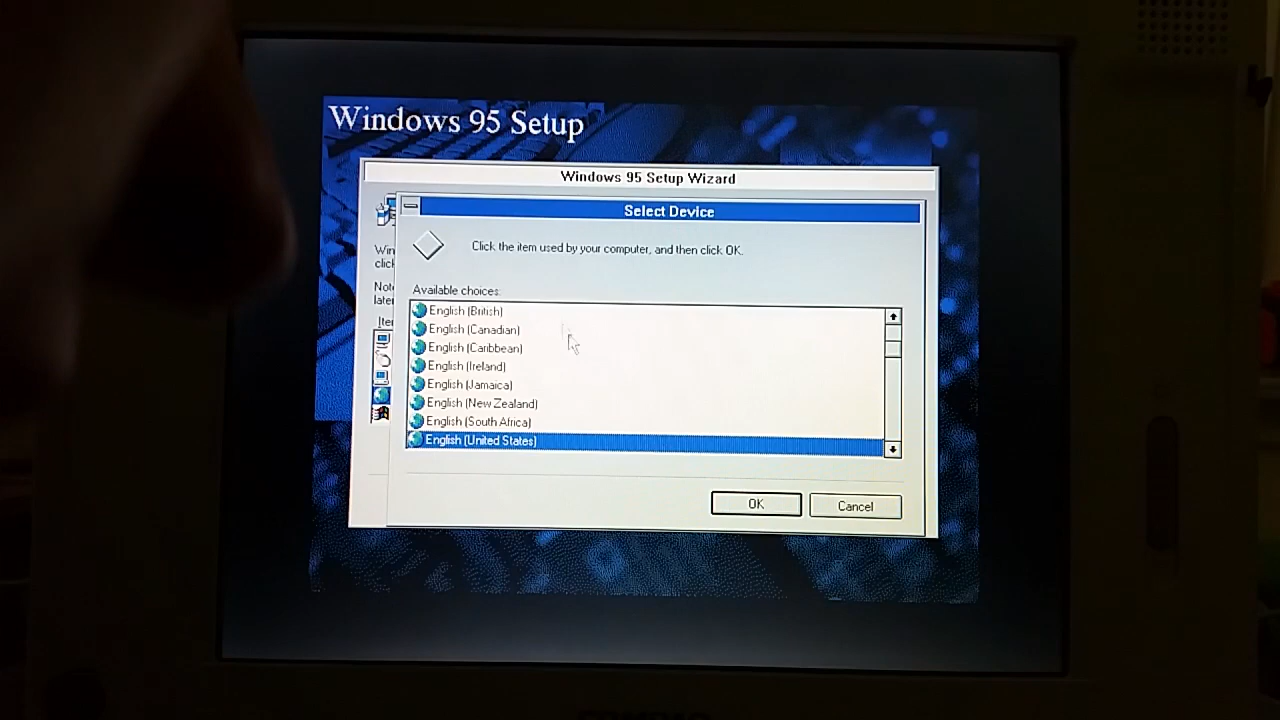 Windows 95 Setup
Windows 95 Setup Wizard
Select Device
Click the item used by your computer, and then click OK.
Available choices:
English (British)
English (Canadian)
English (Caribbean)
English (Ireland)
English (Jamaica)
English (New Zealand)
English (South Africa)
English (United States)
OK
Cancel